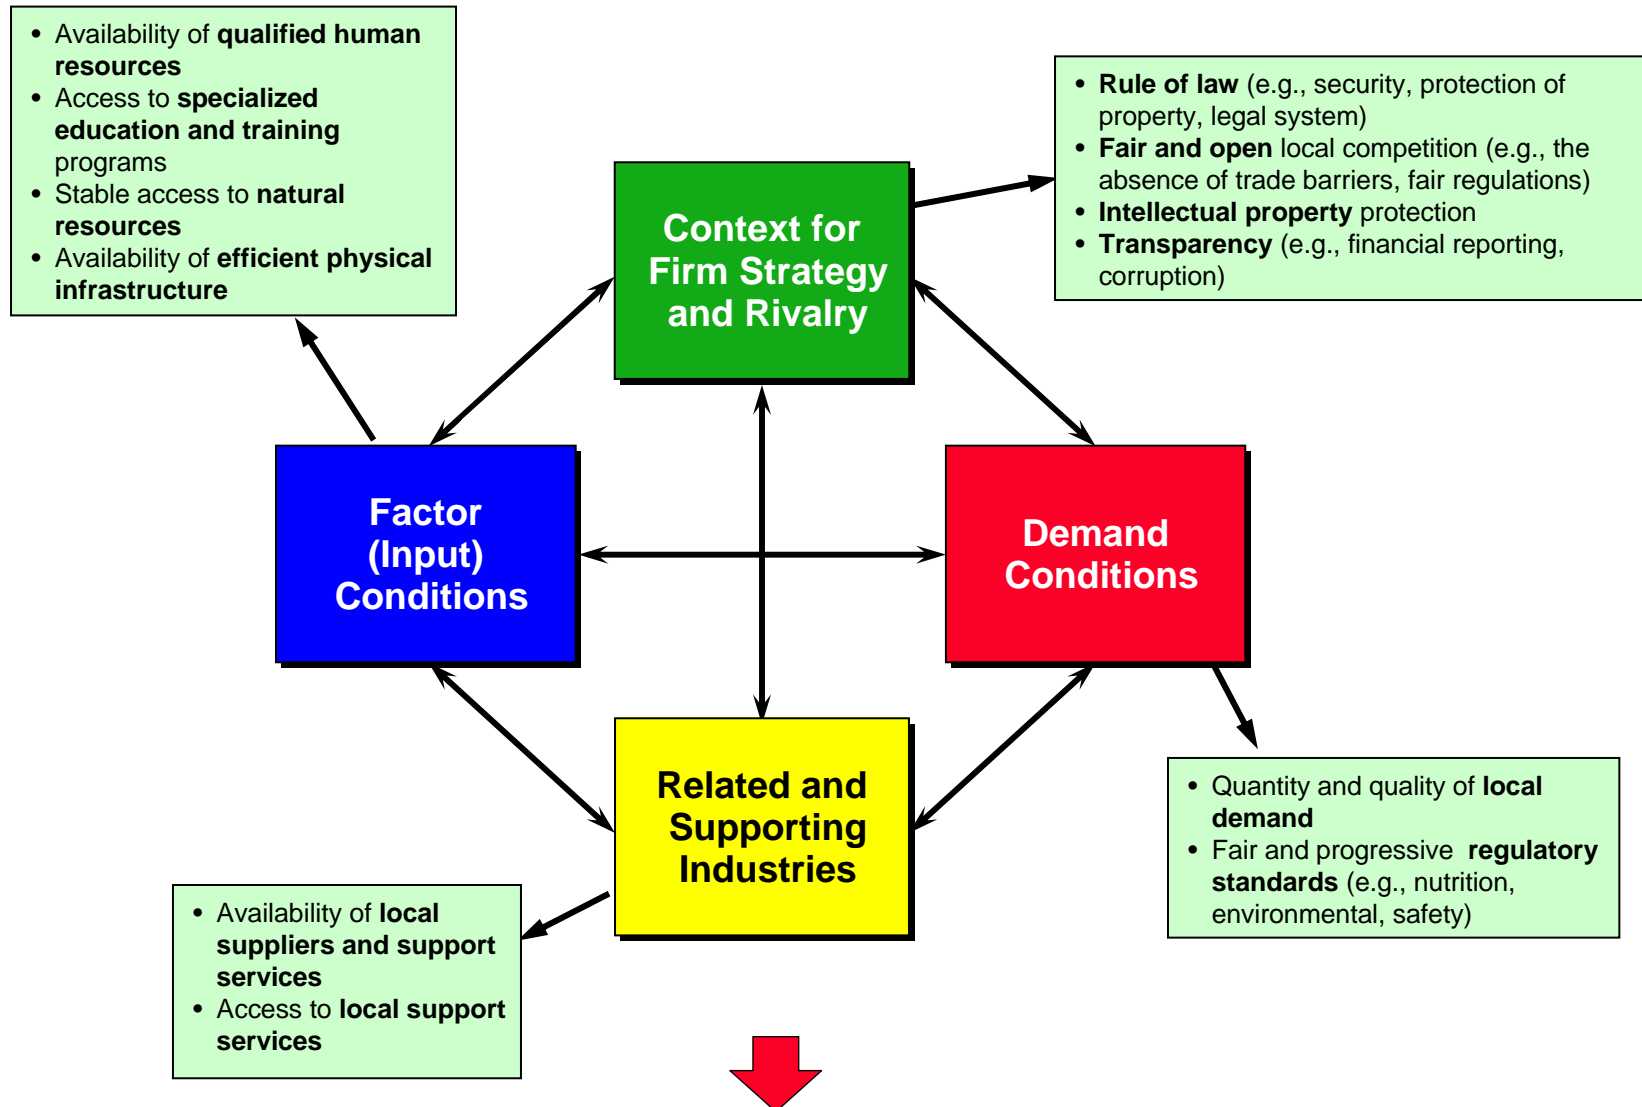 • Availability of qualified human
resources
• Access to specialized
education and training
programs
• Stable access to natural
resources
• Availability of efficient physical
infrastructure
• Rule of law (e.g., security, protection of
property, legal system)
• Fair and open local competition (e.g., the
absence of trade barriers, fair regulations)
• Intellectual property protection
• Transparency (e.g., financial reporting,
corruption)
Context for
Firm Strategy
and Rivalry
Factor
(Input)
Conditions
Demand
Conditions
Related and
Supporting
Industries
• Quantity and quality of local
demand
• Fair and progressive regulatory
standards (e.g., nutrition,
environmental, safety)
• Availability of local
suppliers and support
services
• Access to local support
services